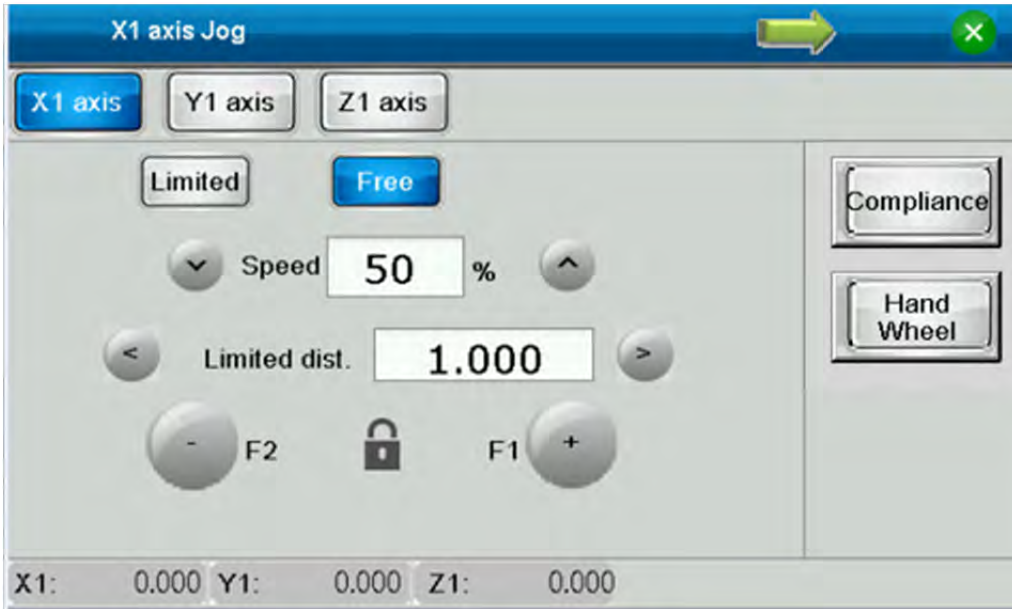 X1 axis Jog
X1 axis Y1 axis Z1 axis
Limited Free
Compliance
Speed 50 %
Hand
Wheel
< Limited dist. 1.000 >
- F2 F1 +
X1: 0.000 Y1: 0.000 Z1: 0.000